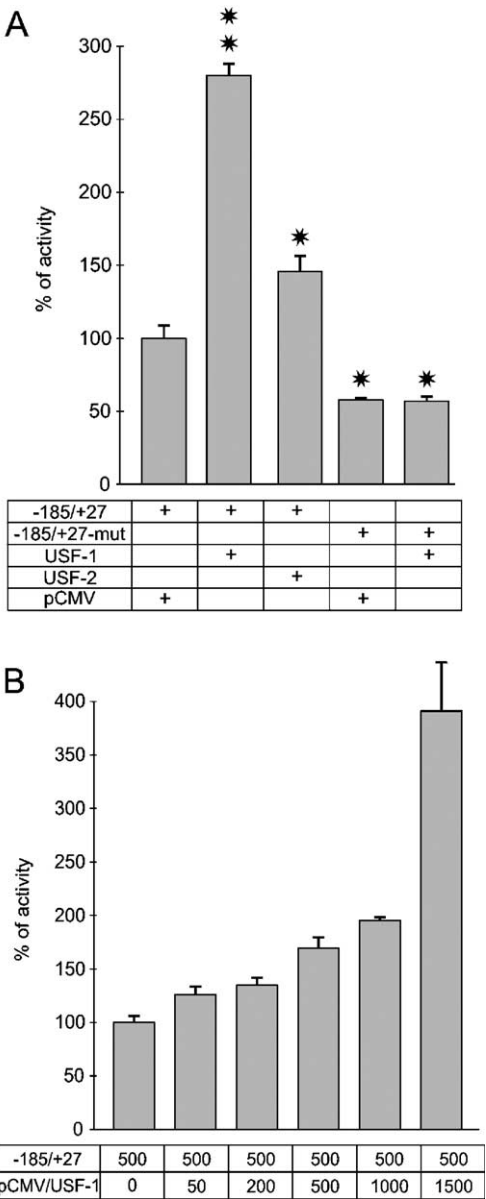 A
% of activity
300
250
200
150
100
50
0
-185/+27 + + +
-185/+27-mut + +
USF-1 + +
USF-2 +
pCMV + +
B
% of activity
400
350
300
250
200
150
100
50
0
-185/+27 500 500 500 500 500 500
pCMV/USF-1 0 50 200 500 1000 1500